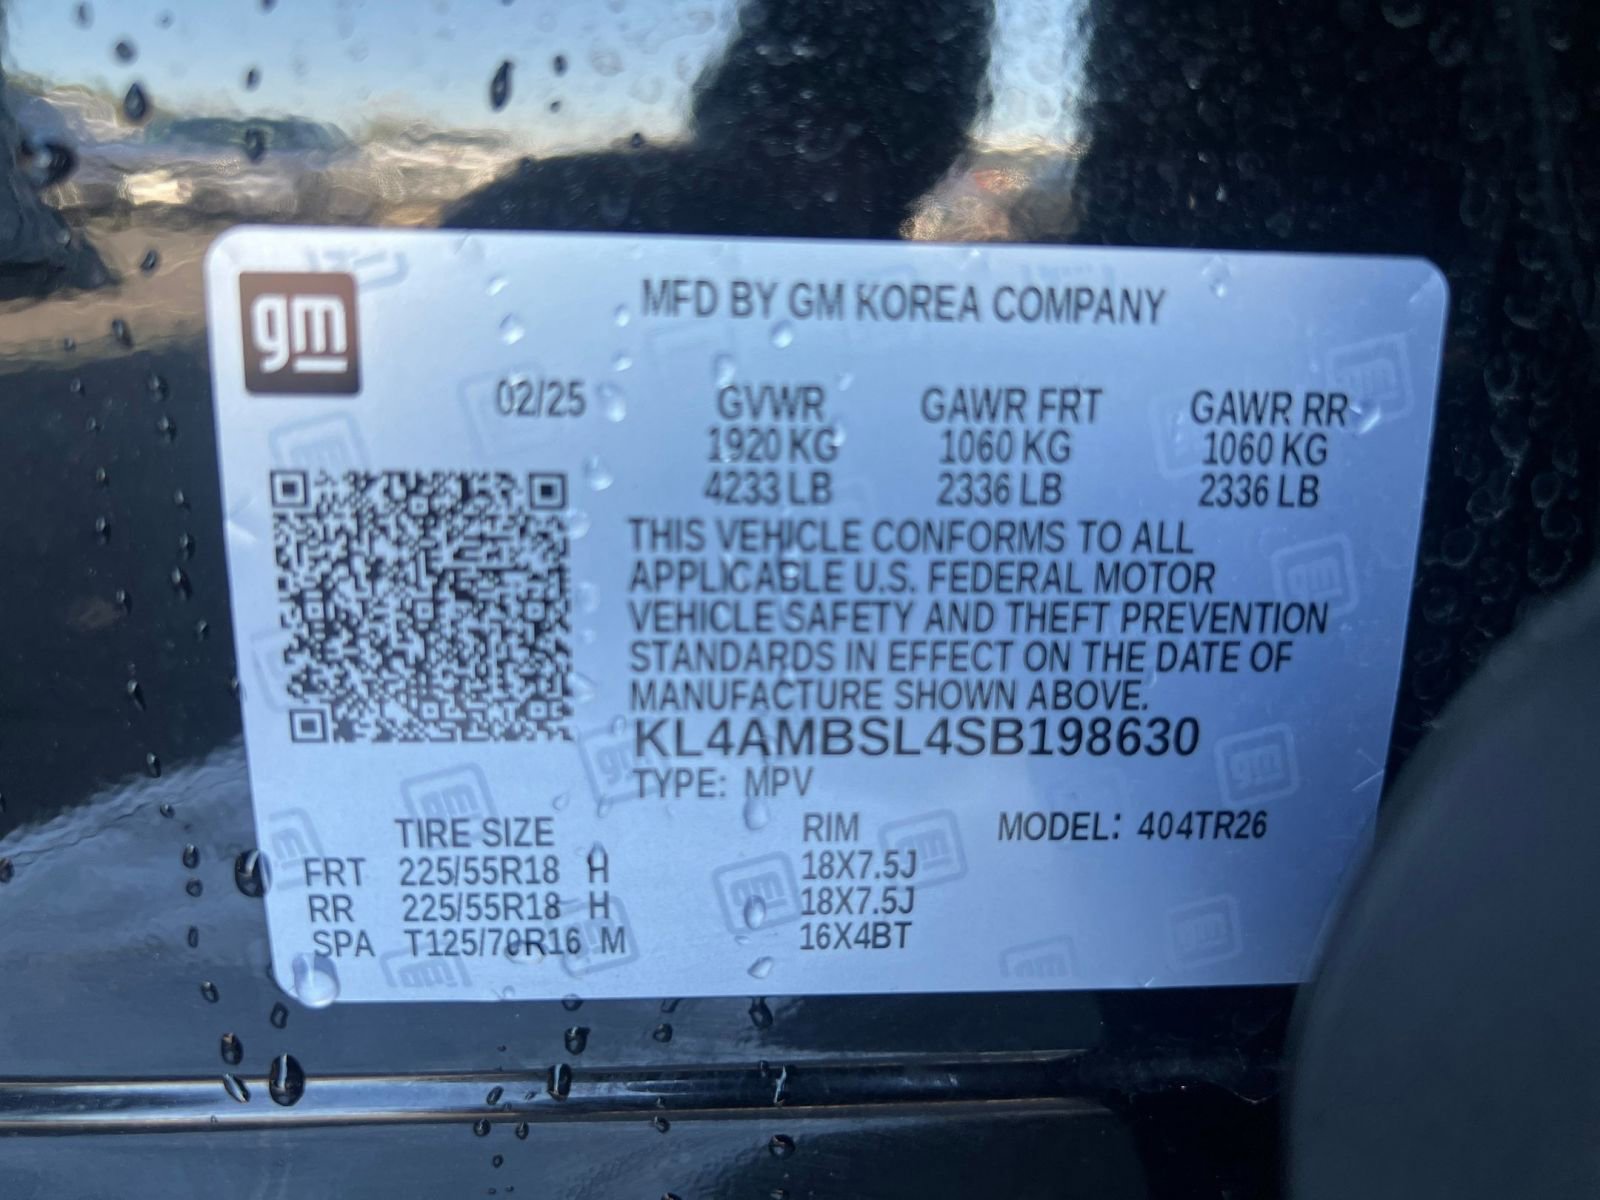 gm
MFD BY GM KOREA COMPANY
02/25 GVWR GAWR FRT GAWR RR
1920 KG 1060 KG 1060 KG
4233 LB 2336 LB 2336 LB
THIS VEHICLE CONFORMS TO ALL
APPLICABLE U.S. FEDERAL MOTOR
VEHICLE SAFETY AND THEFT PREVENTION
STANDARDS IN EFFECT ON THE DATE OF
MANUFACTURE SHOWN ABOVE.
KL4AMBSL4SB198630
TYPE: MPV
TIRE SIZE RIM MODEL: 404TR26
FRT 225/55R18 H 18X7.5J
RR 225/55R18 H 18X7.5J
SPA T125/70R16 M 16X4BT